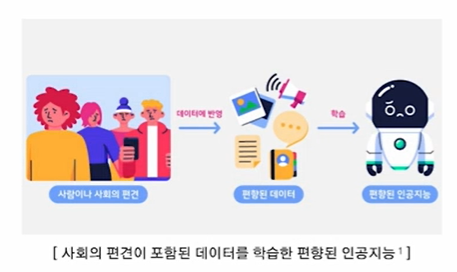 데이터에 반영
학습
사람이나 사회의 편견
편향된 데이터
편향된 인공지능
[ 사회의 편견이 포함된 데이터를 학습한 편향된 인공지능¹ ]